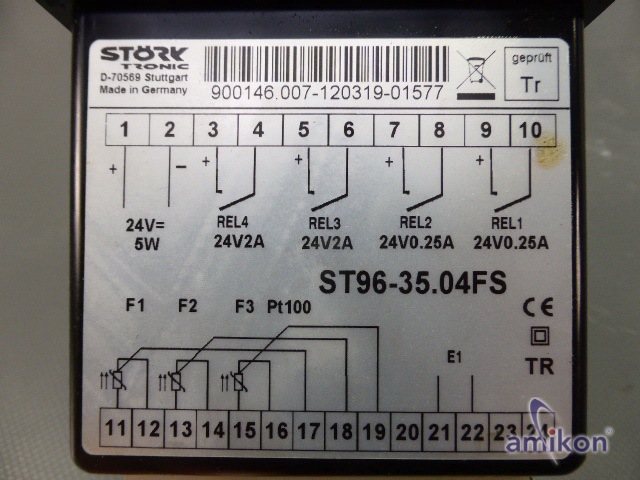 STÖRK
TRONIC
D-70569 Stuttgart
Made in Germany
900146.007-120319-01577
geprüft
Tr
1 2 3 4 5 6 7 8 9 10
+ − + + + +
24V=
5W
REL4
24V2A
REL3
24V2A
REL2
24V0.25A
REL1
24V0.25A
ST96-35.04FS
F1 F2 F3 Pt100
CE
E1
TR
11 12 13 14 15 16 17 18 19 20 21 22 23 24
amikon